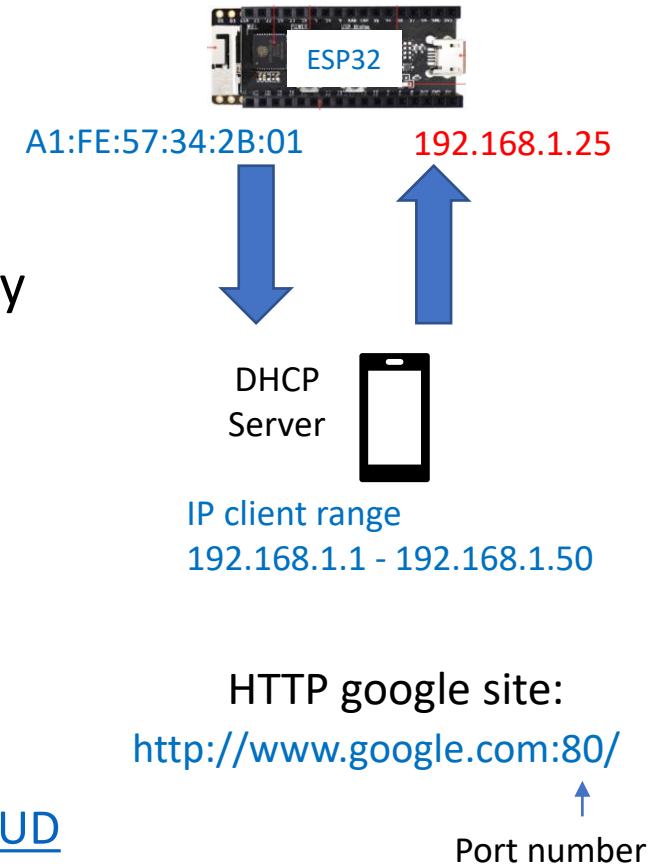 ESP32
A1:FE:57:34:2B:01
192.168.1.25
y
DHCP
Server
IP client range
192.168.1.1 - 192.168.1.50
HTTP google site:
http://www.google.com:80/
UD
Port number